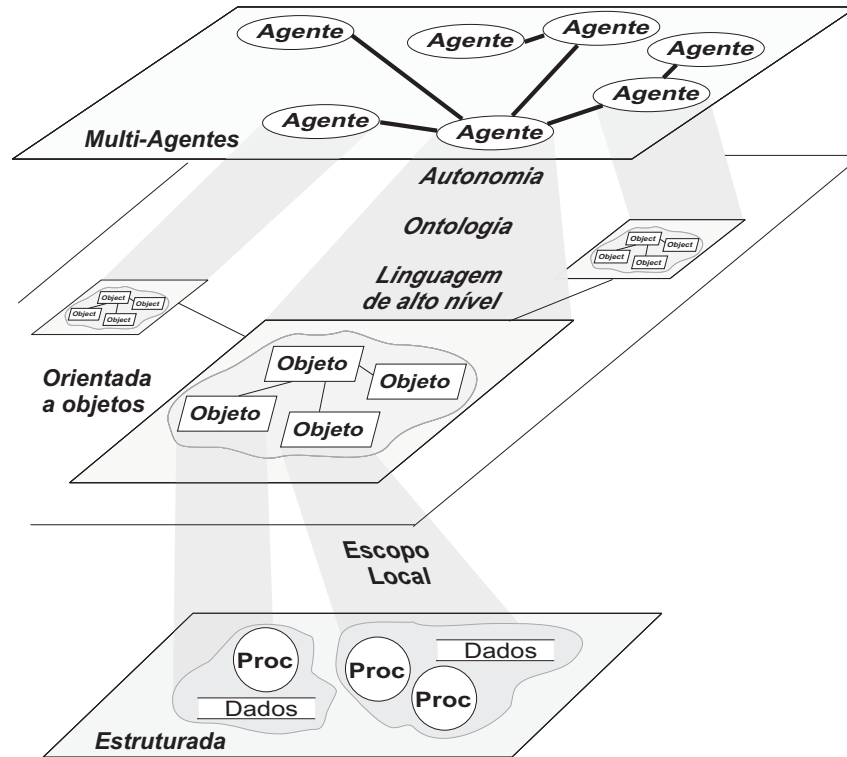 Agente
Agente
Agente
Agente
Agente
Agente
Agente
Multi-Agentes
Autonomia
Ontologia
Linguagem
de alto nível
Object
Object
Object
Object
Object
Object
Object
Object
Orientada
a objetos
Objeto
Objeto
Objeto
Objeto
Escopo
Local
Proc
Dados
Proc
Proc
Dados
Estruturada